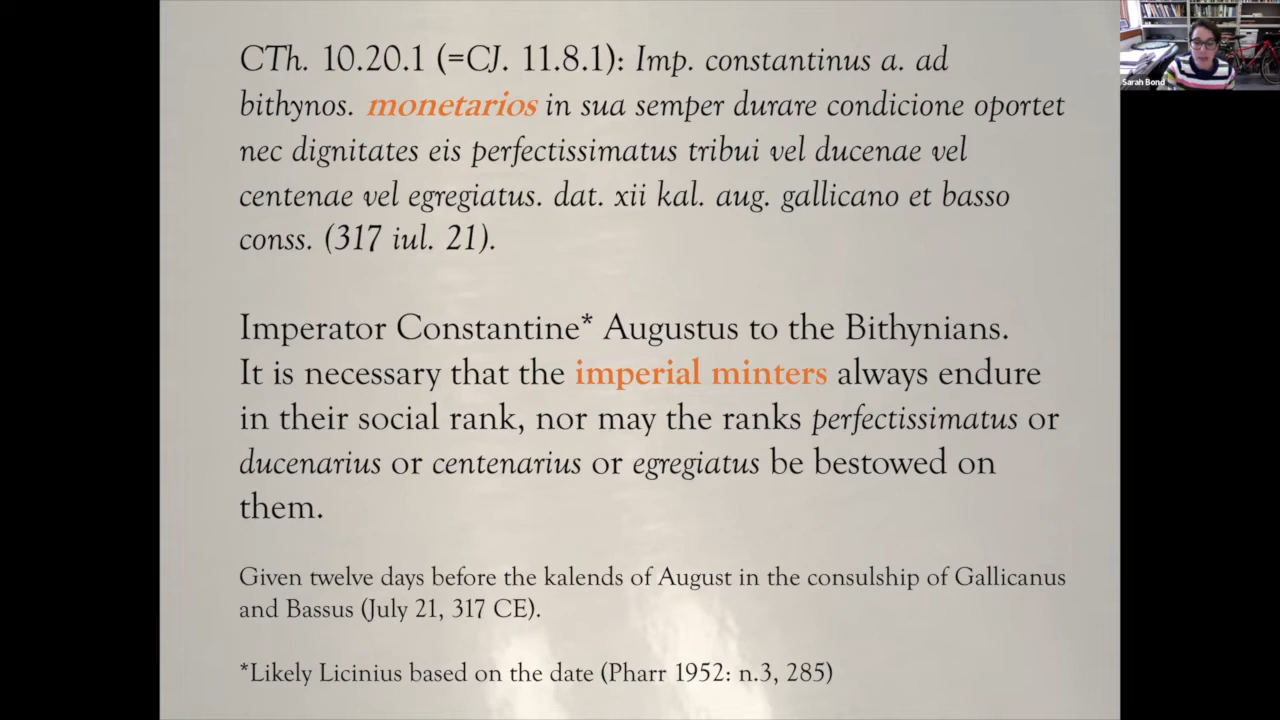 CTh. 10.20.1 (=CJ. 11.8.1): Imp. constantinus a. ad
bithynos. monetarios in sua semper durare condicione oportet
nec dignitates eis perfectissimatus tribui vel ducenae vel
centenae vel egregiatus. dat. xii kal. aug. gallicano et basso
conss. (317 iul. 21).
Imperator Constantine* Augustus to the Bithynians.
It is necessary that the imperial minters always endure
in their social rank, nor may the ranks perfectissimatus or
ducenarius or centenarius or egregiatus be bestowed on
them.
Given twelve days before the kalends of August in the consulship of Gallicanus
and Bassus (July 21, 317 CE).
*Likely Licinius based on the date (Pharr 1952: n.3, 285)
Sarah Bond